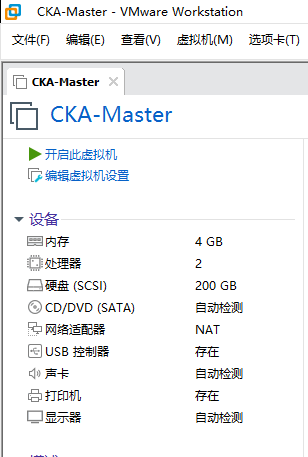 CKA-Master - VMware Workstation
文件(F) 编辑(E) 查看(V) 虚拟机(M) 选项卡(T)
CKA-Master
CKA-Master
开启此虚拟机
编辑虚拟机设置
设备
内存 4 GB
处理器 2
硬盘 (SCSI) 200 GB
CD/DVD (SATA) 自动检测
网络适配器 NAT
USB 控制器 存在
声卡 自动检测
打印机 存在
显示器 自动检测